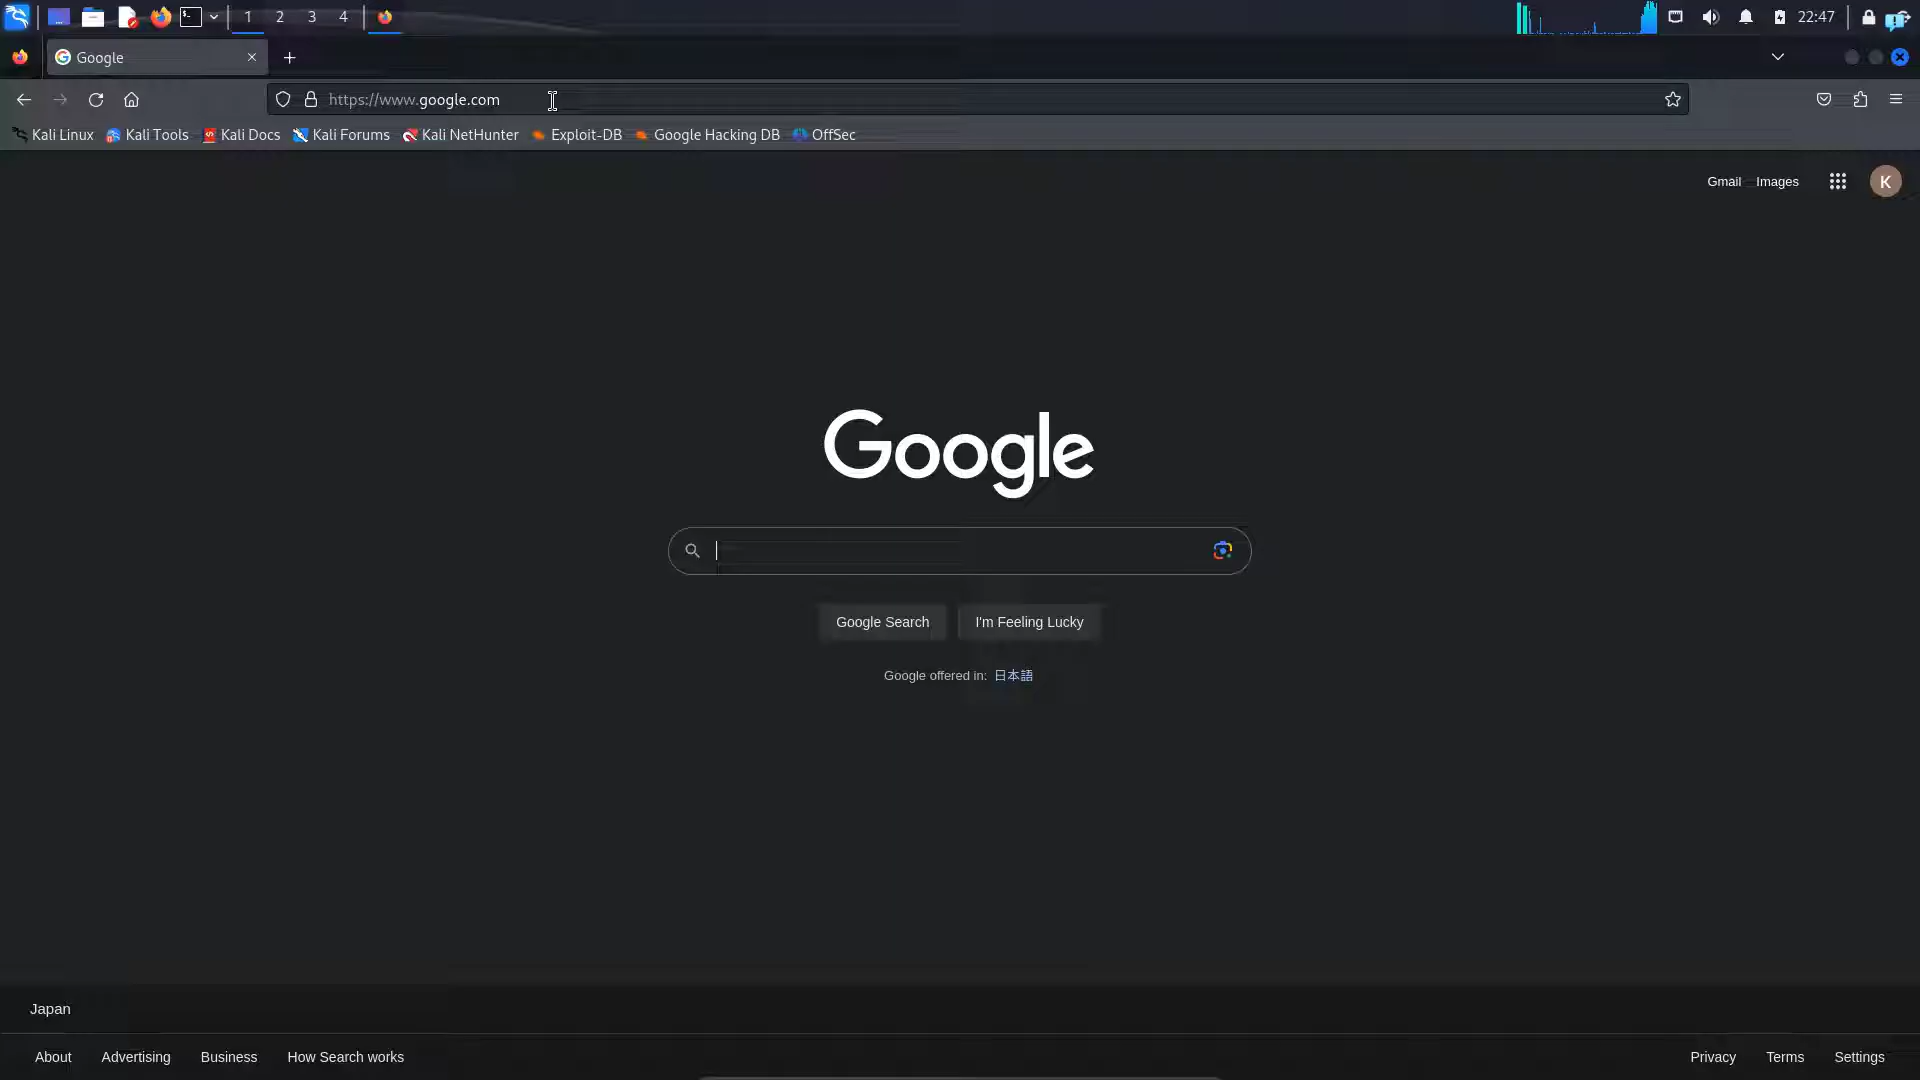 1 2 3 4 22:47
Google
https://www.google.com
Kali Linux Kali Tools Kali Docs Kali Forums Kali NetHunter Exploit-DB Google Hacking DB OffSec
Gmail Images K
Google
Google Search I'm Feeling Lucky
Google offered in: 日本語
Japan
About Advertising Business How Search works Privacy Terms Settings